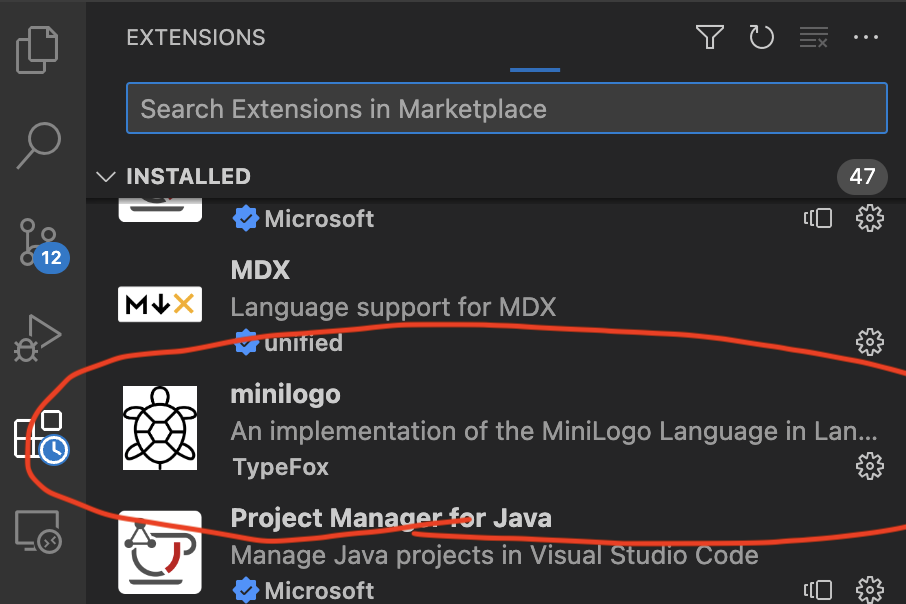 EXTENSIONS
Search Extensions in Marketplace
INSTALLED 47
Microsoft
12
MDX
M
Language support for MDX
unified
minilogo
An implementation of the MiniLogo Language in Lan...
TypeFox
Project Manager for Java
Manage Java projects in Visual Studio Code
Microsoft